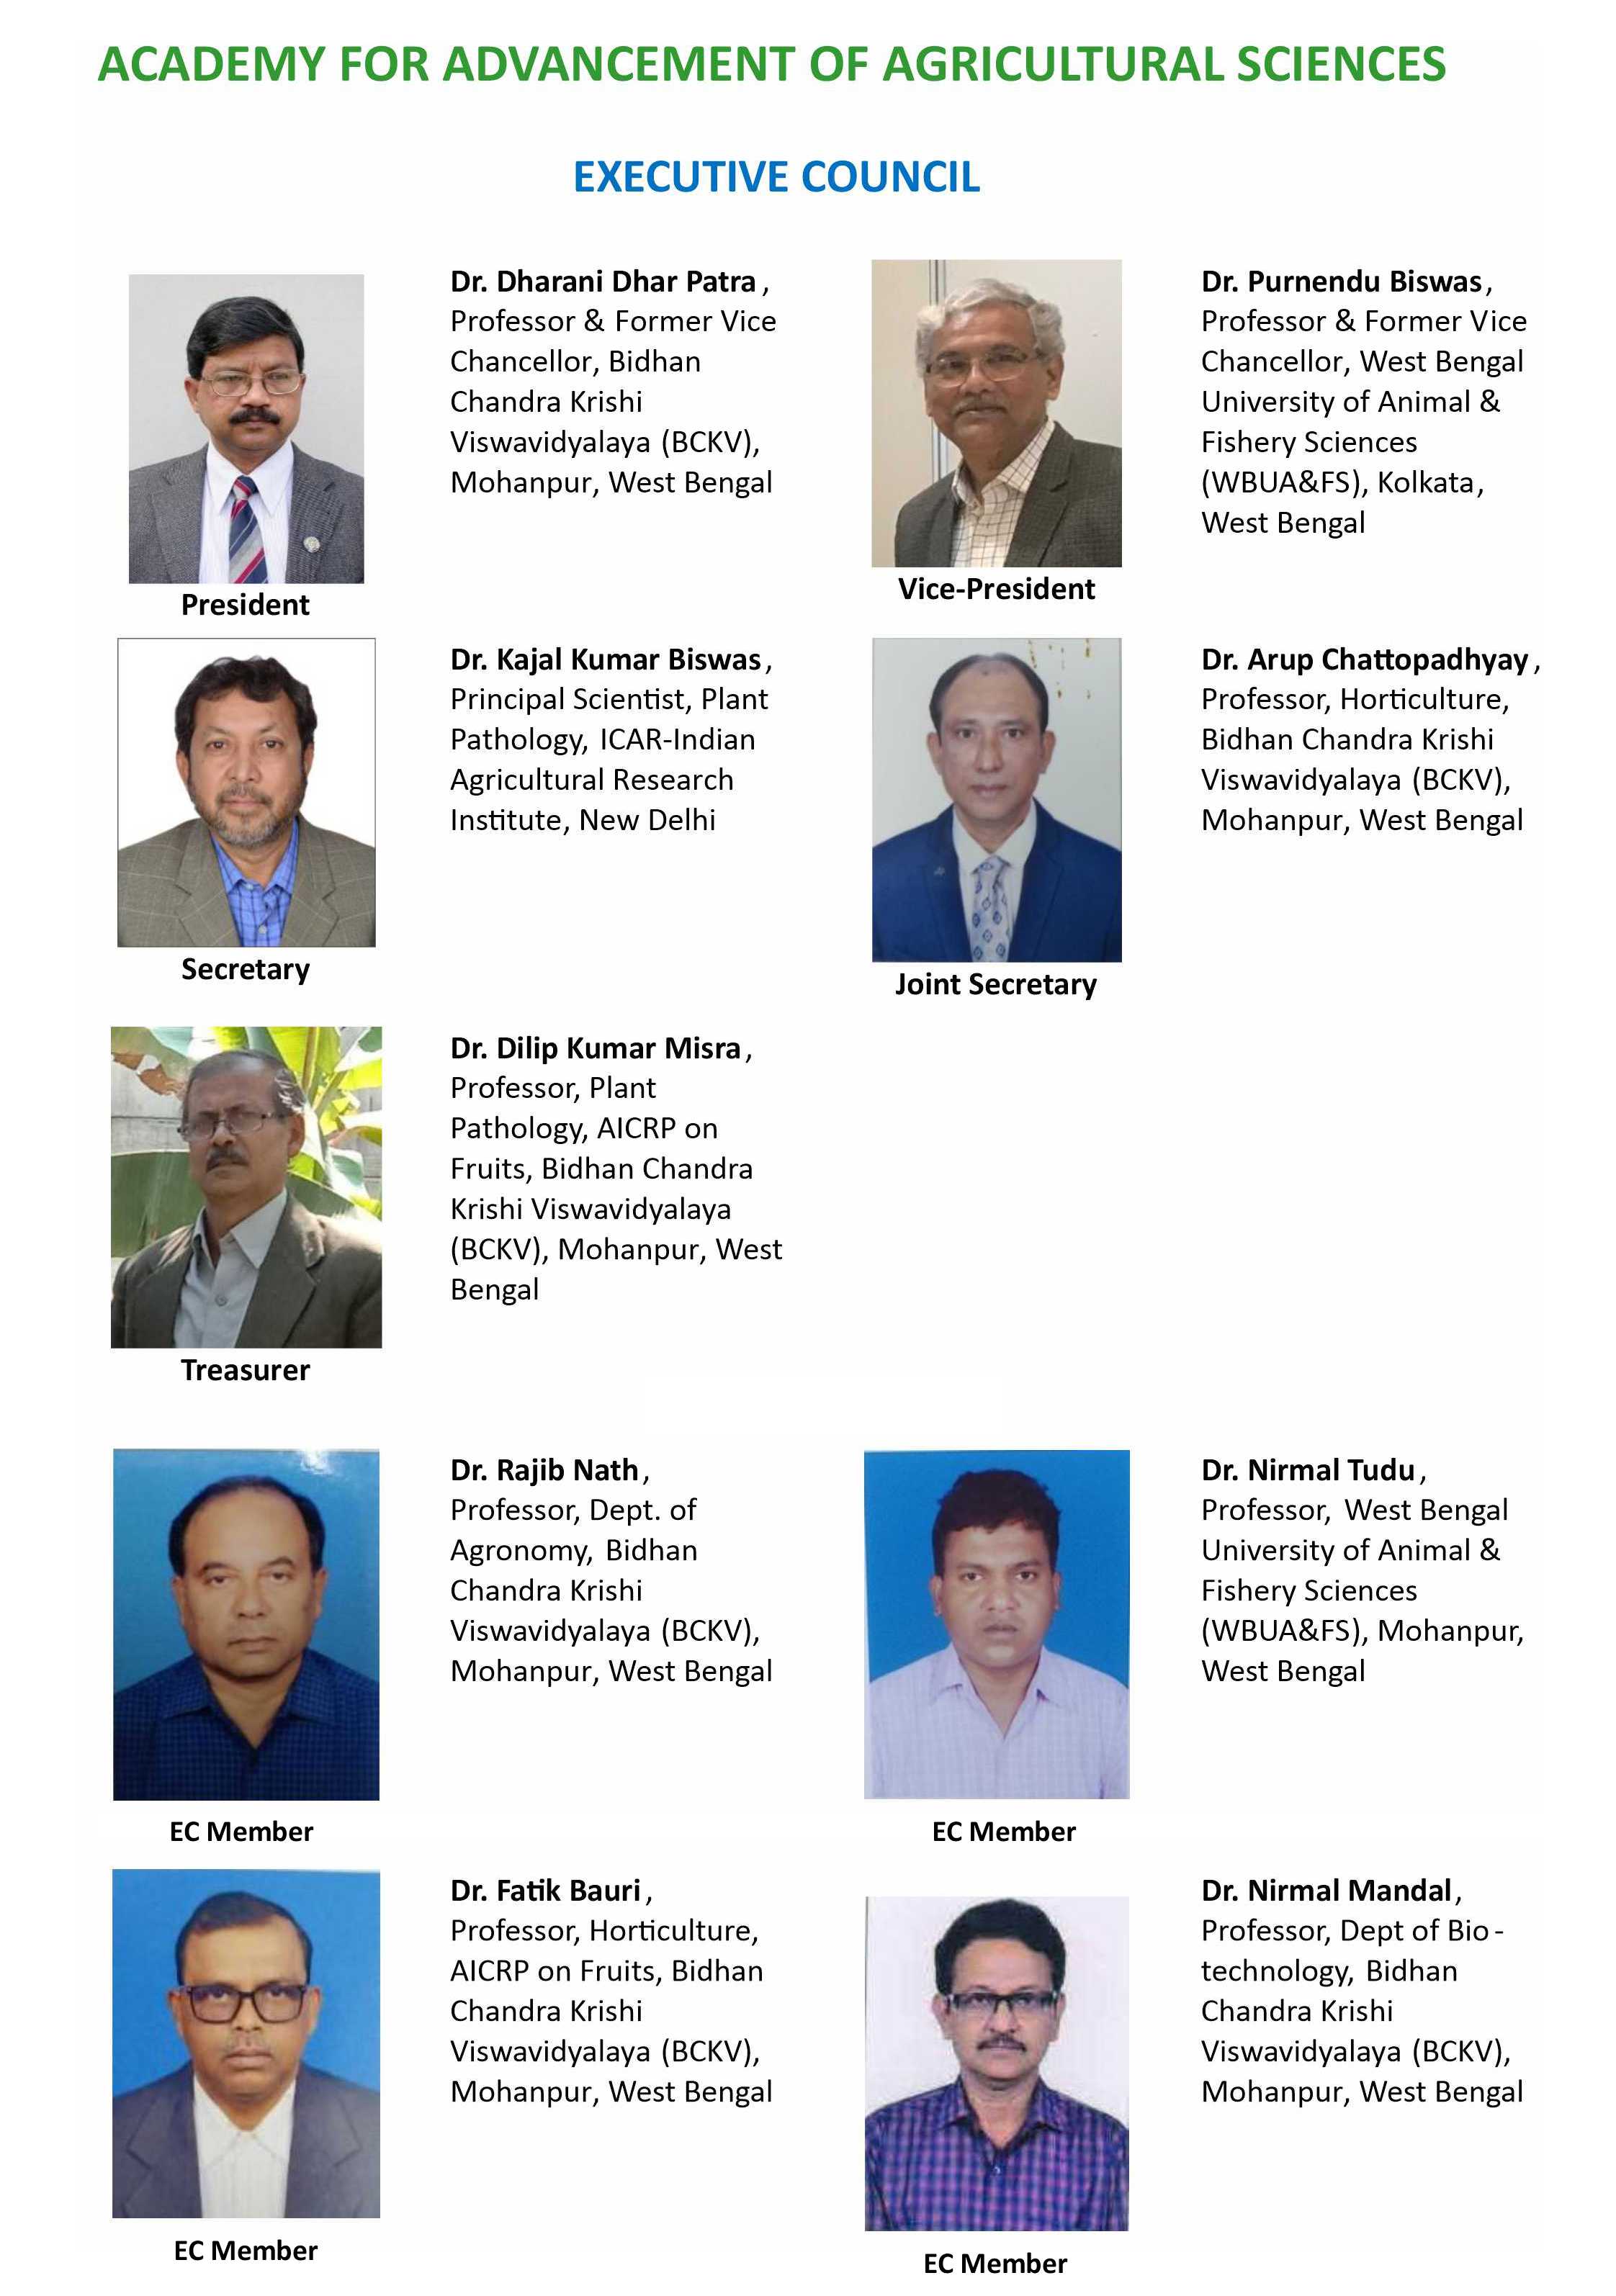 ACADEMY FOR ADVANCEMENT OF AGRICULTURAL SCIENCES
EXECUTIVE COUNCIL
Dr. Dharani Dhar Patra,
Professor & Former Vice
Chancellor, Bidhan
Chandra Krishi
Viswavidyalaya (BCKV),
Mohanpur, West Bengal
President
Dr. Purnendu Biswas,
Professor & Former Vice
Chancellor, West Bengal
University of Animal &
Fishery Sciences
(WBUA&FS), Kolkata,
West Bengal
Vice-President
Dr. Kajal Kumar Biswas,
Principal Scientist, Plant
Pathology, ICAR-Indian
Agricultural Research
Institute, New Delhi
Secretary
Dr. Arup Chattopadhyay,
Professor, Horticulture,
Bidhan Chandra Krishi
Viswavidyalaya (BCKV),
Mohanpur, West Bengal
Joint Secretary
Dr. Dilip Kumar Misra,
Professor, Plant
Pathology, AICRP on
Fruits, Bidhan Chandra
Krishi Viswavidyalaya
(BCKV), Mohanpur, West
Bengal
Treasurer
Dr. Rajib Nath,
Professor, Dept. of
Agronomy, Bidhan
Chandra Krishi
Viswavidyalaya (BCKV),
Mohanpur, West Bengal
EC Member
Dr. Nirmal Tudu,
Professor, West Bengal
University of Animal &
Fishery Sciences
(WBUA&FS), Mohanpur,
West Bengal
EC Member
Dr. Fatik Bauri,
Professor, Horticulture,
AICRP on Fruits, Bidhan
Chandra Krishi
Viswavidyalaya (BCKV),
Mohanpur, West Bengal
EC Member
Dr. Nirmal Mandal,
Professor, Dept of Bio-
technology, Bidhan
Chandra Krishi
Viswavidyalaya (BCKV),
Mohanpur, West Bengal
EC Member